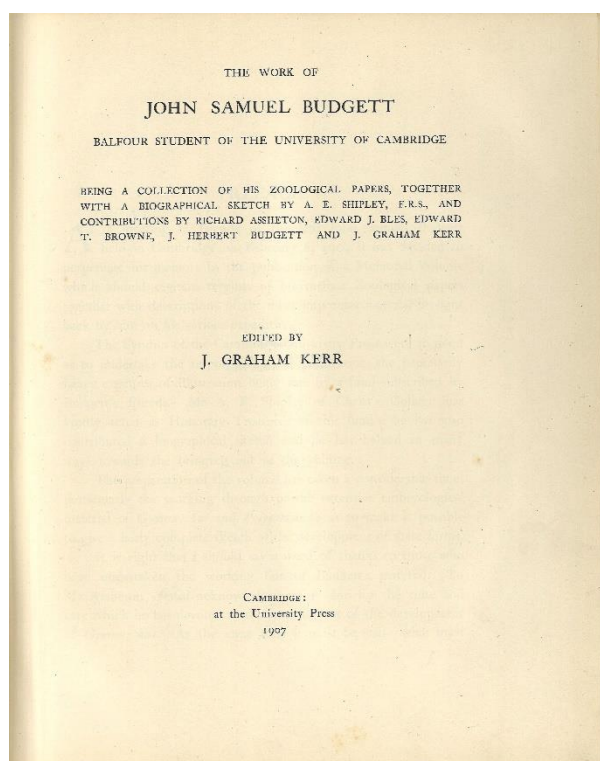 THE WORK OF
JOHN SAMUEL BUDGETT
BALFOUR STUDENT OF THE UNIVERSITY OF CAMBRIDGE
BEING A COLLECTION OF HIS ZOOLOGICAL PAPERS, TOGETHER
WITH A BIOGRAPHICAL SKETCH BY A. E. SHIPLEY, F.R.S., AND
CONTRIBUTIONS BY RICHARD ASSHETON, EDWARD J. BLES, EDWARD
T. BROWNE, J. HERBERT BUDGETT AND J. GRAHAM KERR
EDITED BY
J. GRAHAM KERR
CAMBRIDGE:
at the University Press
1907